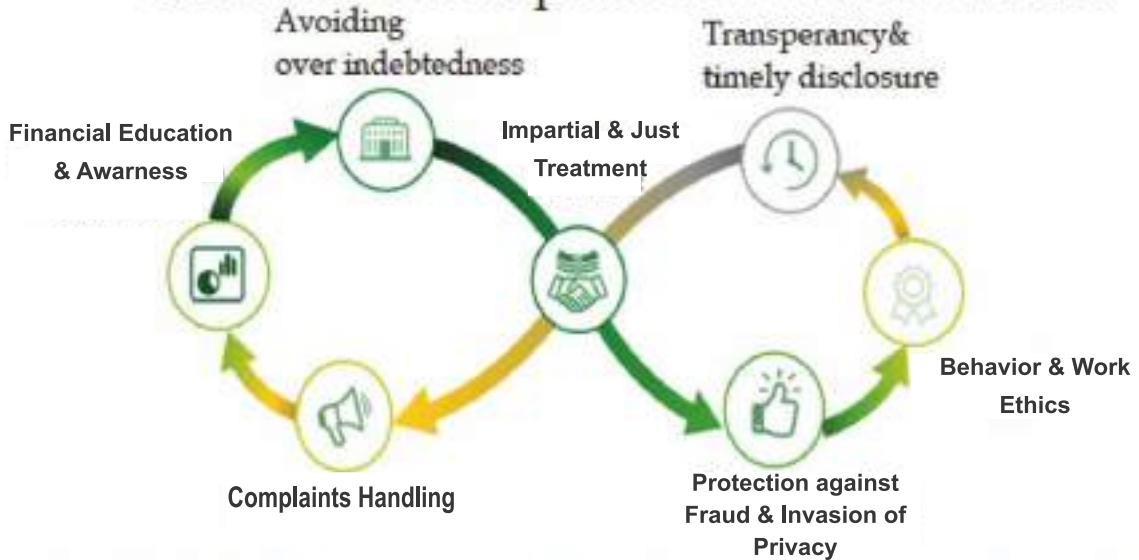 Avoiding
over indebtedness
Transperancy&
timely disclosure
Financial Education
& Awarness
Impartial & Just
Treatment
Behavior & Work
Ethics
Complaints Handling
Protection against
Fraud & Invasion of
Privacy